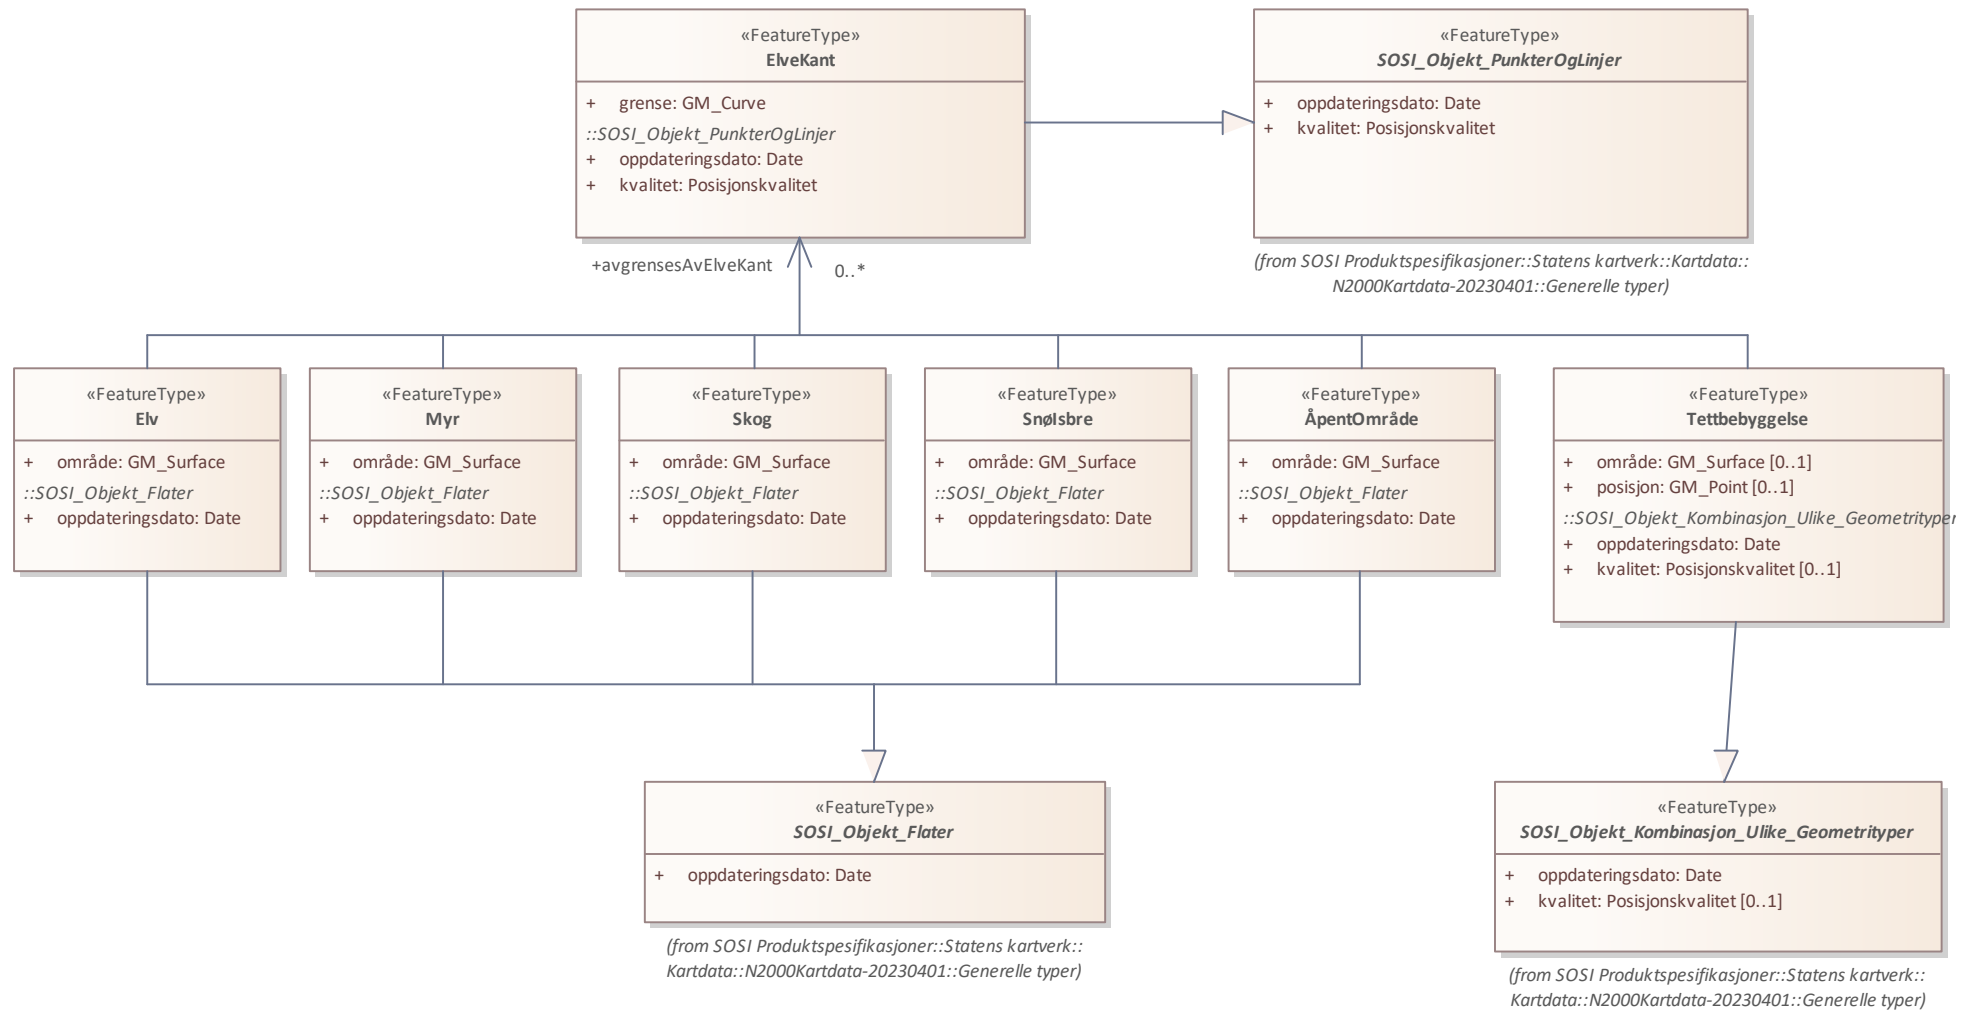 «FeatureType»
ElveKant
+ grense: GM_Curve
::SOSI_Objekt_PunkterOgLinjer
+ oppdateringsdato: Date
+ kvalitet: Posisjonskvalitet
«FeatureType»
SOSI_Objekt_PunkterOgLinjer
+ oppdateringsdato: Date
+ kvalitet: Posisjonskvalitet
(from SOSI Produktspesifikasjoner::Statens kartverk::Kartdata::
N2000Kartdata-20230401::Generelle typer)
+avgrensesAvElveKant
0..*
«FeatureType»
Elv
+ område: GM_Surface
::SOSI_Objekt_Flater
+ oppdateringsdato: Date
«FeatureType»
Myr
+ område: GM_Surface
::SOSI_Objekt_Flater
+ oppdateringsdato: Date
«FeatureType»
Skog
+ område: GM_Surface
::SOSI_Objekt_Flater
+ oppdateringsdato: Date
«FeatureType»
SnøIsbre
+ område: GM_Surface
::SOSI_Objekt_Flater
+ oppdateringsdato: Date
«FeatureType»
ÅpentOmråde
+ område: GM_Surface
::SOSI_Objekt_Flater
+ oppdateringsdato: Date
«FeatureType»
Tettbebyggelse
+ område: GM_Surface [0..1]
+ posisjon: GM_Point [0..1]
::SOSI_Objekt_Kombinasjon_Ulike_Geometrityper
+ oppdateringsdato: Date
+ kvalitet: Posisjonskvalitet [0..1]
«FeatureType»
SOSI_Objekt_Flater
+ oppdateringsdato: Date
(from SOSI Produktspesifikasjoner::Statens kartverk::
Kartdata::N2000Kartdata-20230401::Generelle typer)
«FeatureType»
SOSI_Objekt_Kombinasjon_Ulike_Geometrityper
+ oppdateringsdato: Date
+ kvalitet: Posisjonskvalitet [0..1]
(from SOSI Produktspesifikasjoner::Statens kartverk::
Kartdata::N2000Kartdata-20230401::Generelle typer)